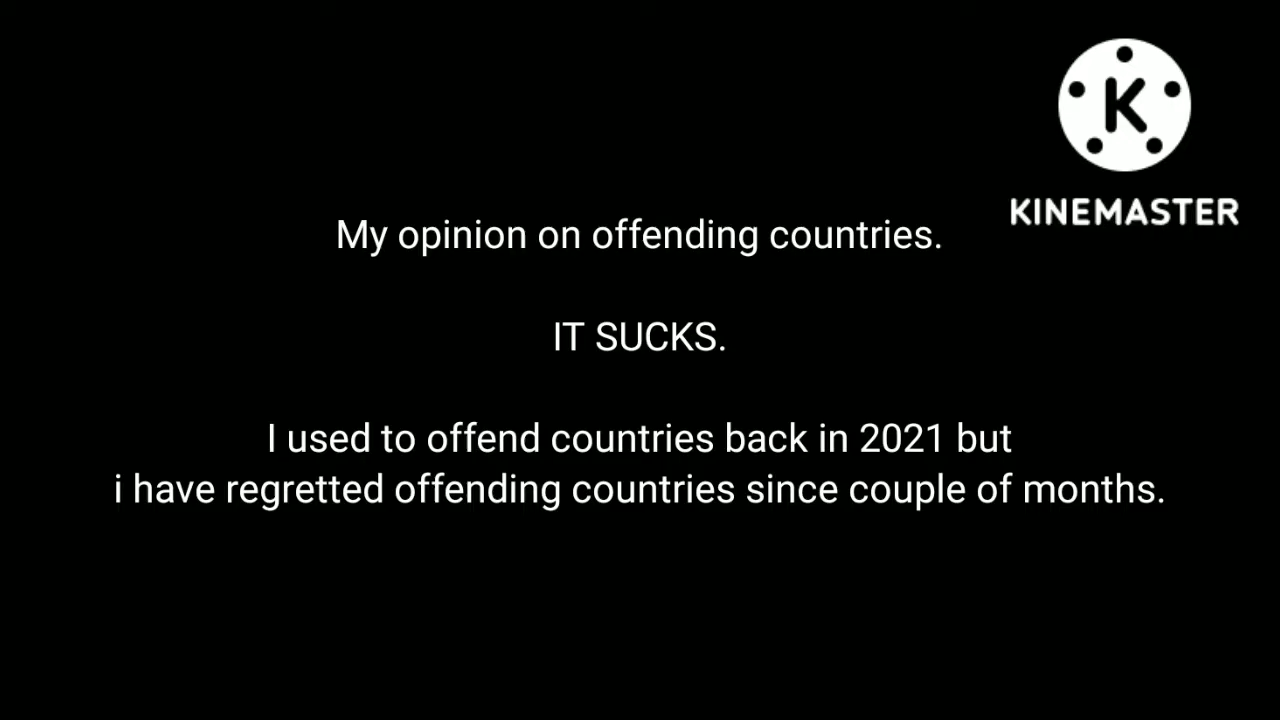 K
KINEMASTER
My opinion on offending countries.
IT SUCKS.
I used to offend countries back in 2021 but
i have regretted offending countries since couple of months.